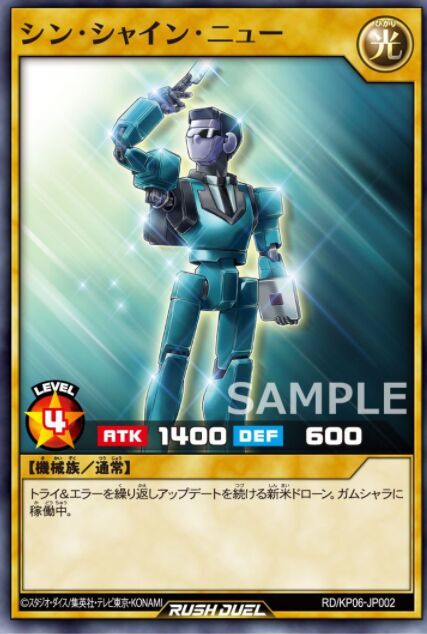 シン・シャイン・ニュー
ひかり
光
LEVEL
4
SAMPLE
ATK 1400 DEF 600
【機械族／通常】
トライ&エラーを繰り返しアップデートを続ける新米ドローン。ガムシャラに
稼働中。
©スタジオ・ダイス/集英社・テレビ東京・KONAMI
RUSH DUEL
RD/KP06-JP002